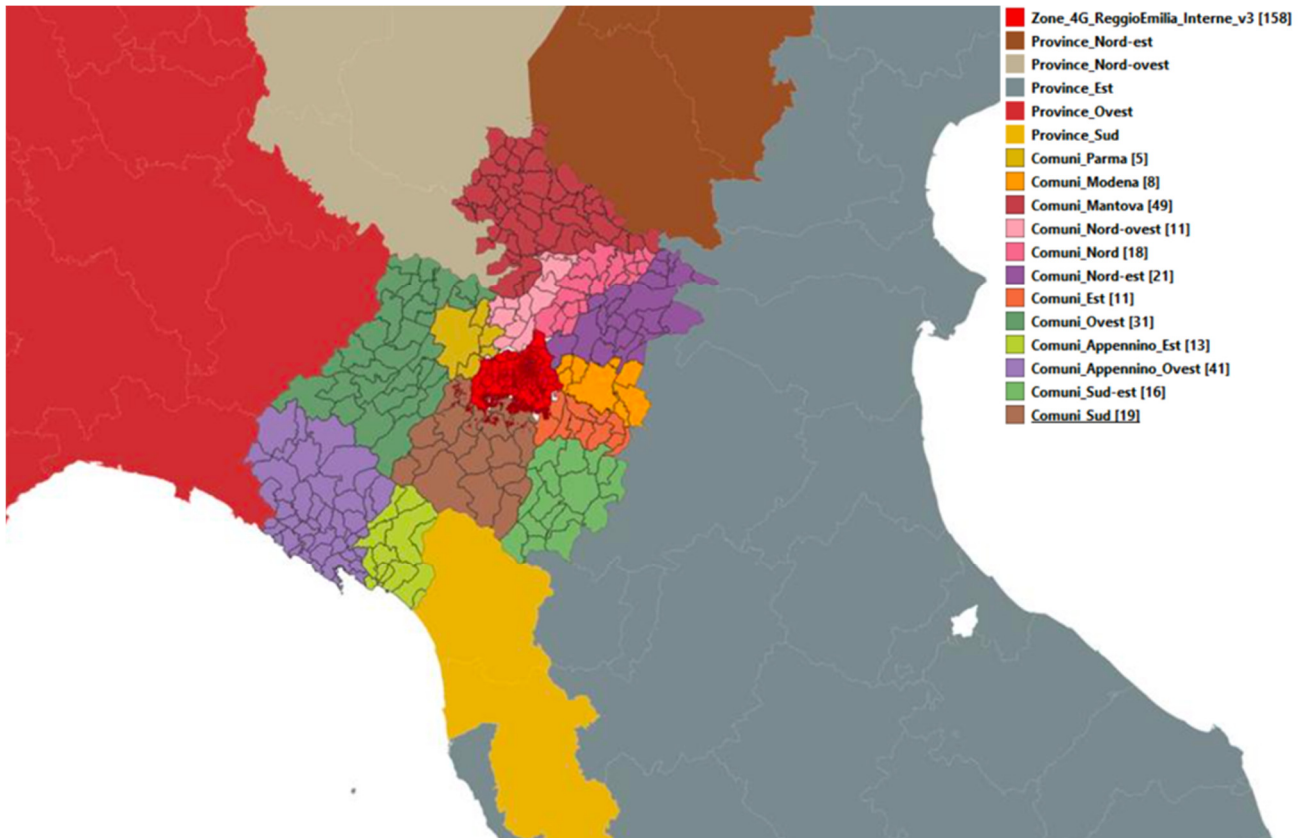 Zone_4G_ReggioEmilia_Interne_v3 [158]
Province_Nord-est
Province_Nord-ovest
Province_Est
Province_Ovest
Province_Sud
Comuni_Parma [5]
Comuni_Modena [8]
Comuni_Mantova [49]
Comuni_Nord-ovest [11]
Comuni_Nord [18]
Comuni_Nord-est [21]
Comuni_Est [11]
Comuni_Ovest [31]
Comuni_Appennino_Est [13]
Comuni_Appennino_Ovest [41]
Comuni_Sud-est [16]
Comuni_Sud [19]